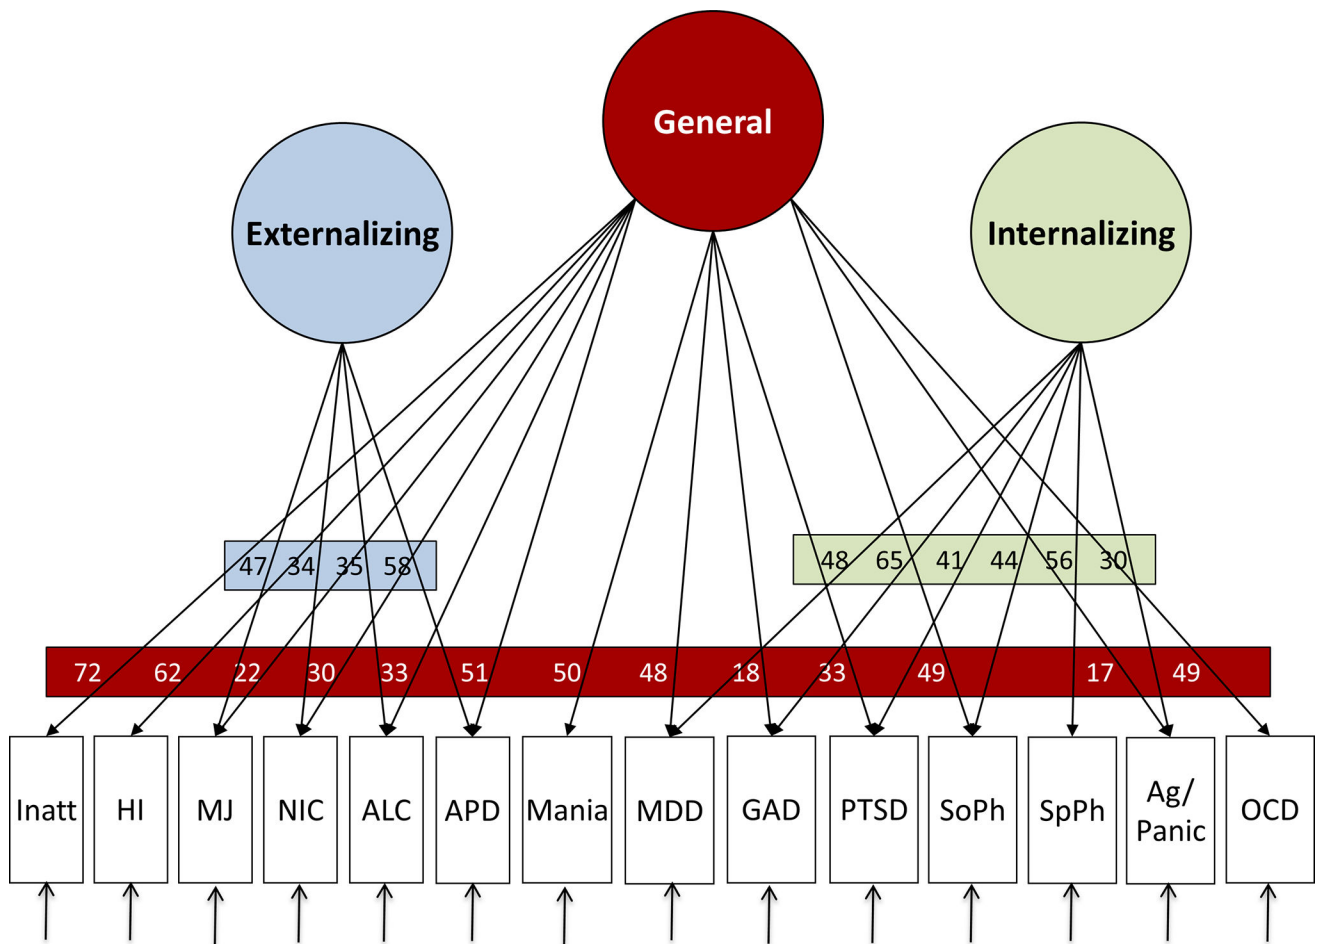 General
Externalizing
Internalizing
47 34 35 58
48 65 41 44 56 30
72 62 22 30 33 51 50 48 18 33 49 17 49
Inatt
HI
MJ
NIC
ALC
APD
Mania
MDD
GAD
PTSD
SoPh
SpPh
Ag/
Panic
OCD